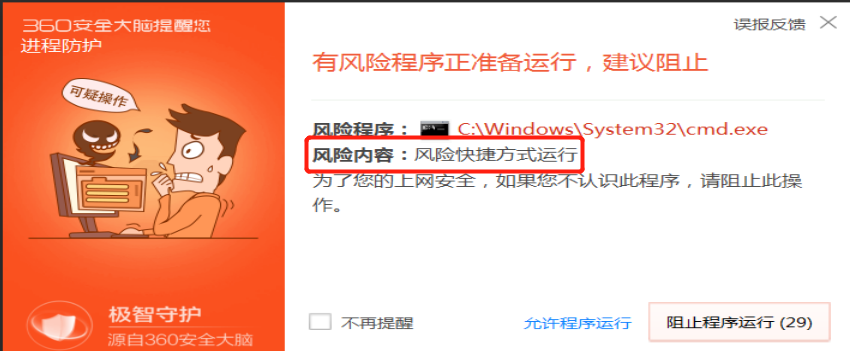 360安全大脑提醒您
进程防护
误报反馈
可疑操作
有风险程序正准备运行，建议阻止
风险程序： C:\Windows\System32\cmd.exe
风险内容：风险快捷方式运行
为了您的上网安全，如果您不认识此程序，请阻止此操
作。
极智守护
源自360安全大脑
不再提醒
允许程序运行
阻止程序运行 (29)